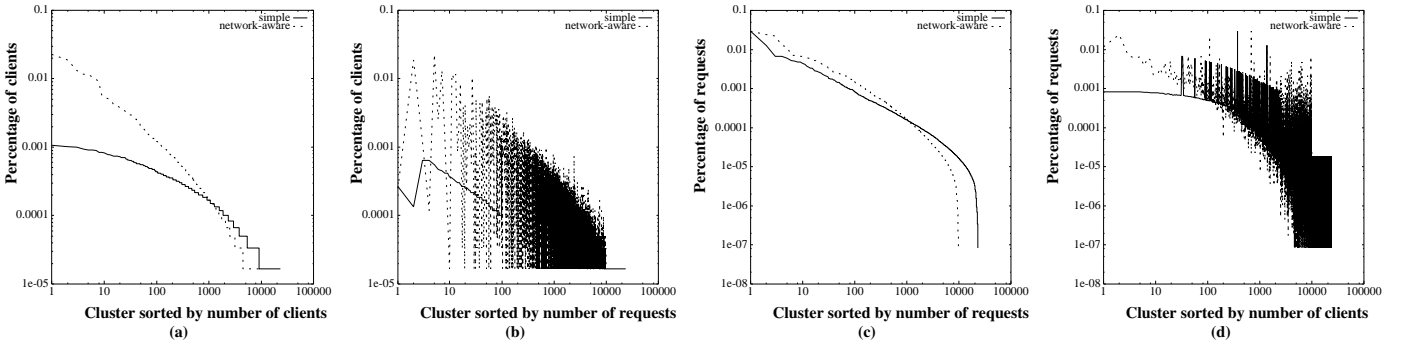 0.1
0.01
0.001
0.0001
1e-05
1
10
100
1000
10000
100000
Percentage of clients
Cluster sorted by number of clients
simple
network-aware
(a)
0.1
0.01
0.001
0.0001
1e-05
1
10
100
1000
10000
100000
Percentage of clients
Cluster sorted by number of requests
simple
network-aware
(b)
0.1
0.01
0.001
0.0001
1e-05
1e-06
1e-07
1e-08
1
10
100
1000
10000
100000
Percentage of requests
Cluster sorted by number of requests
simple
network-aware
(c)
0.1
0.01
0.001
0.0001
1e-05
1e-06
1e-07
1e-08
1
10
100
1000
10000
100000
Percentage of requests
Cluster sorted by number of clients
simple
network-aware
(d)